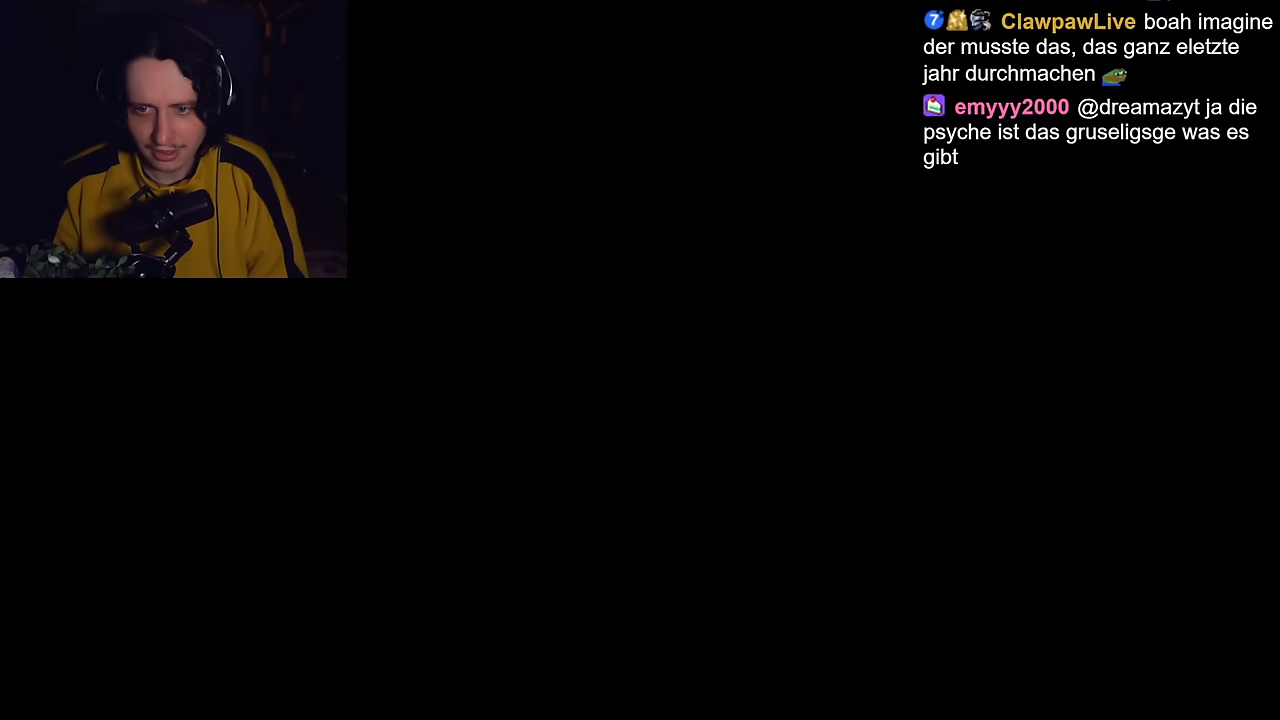 7 ClawpawLive boah imagine
der musste das, das ganz eletzte
jahr durchmachen
emyyy2000 @dreamazyt ja die
psyche ist das gruseligsge was es
gibt